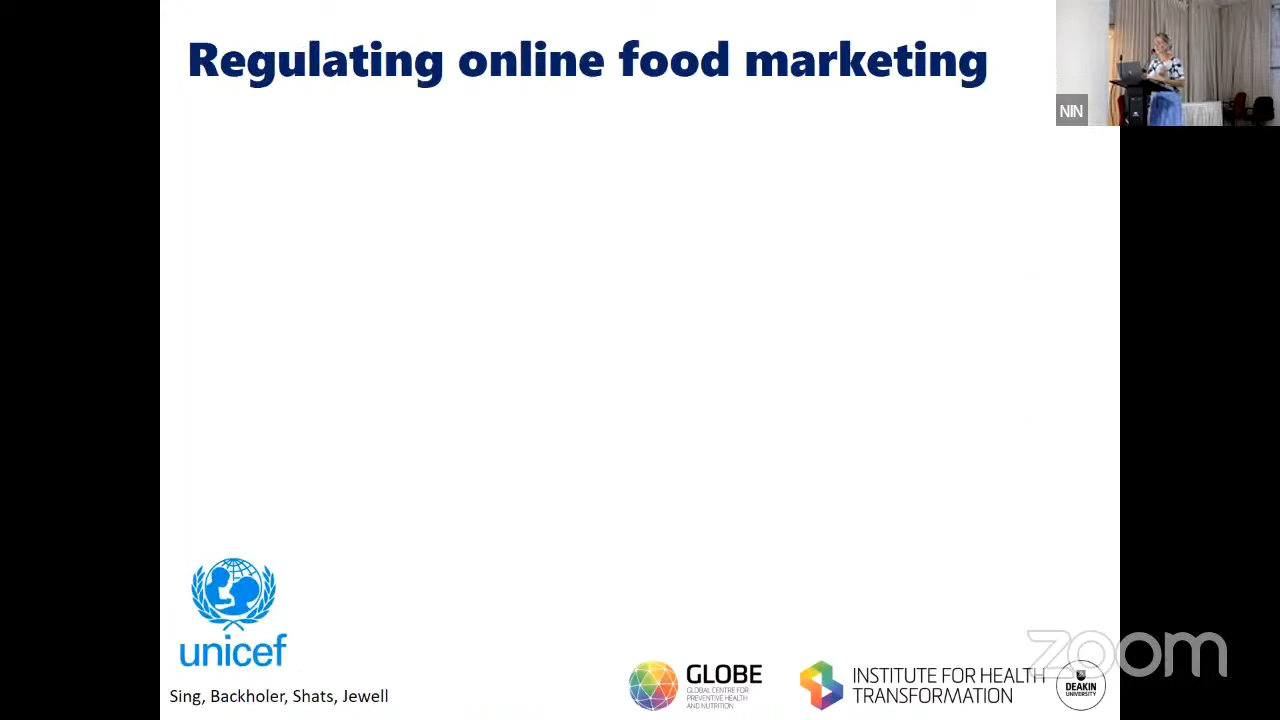 Regulating online food marketing
NIN
unicef
Sing, Backholer, Shats, Jewell
GLOBE
GLOBAL CENTRE FOR
PREVENTIVE HEALTH
AND NUTRITION
INSTITUTE FOR HEALTH
TRANSFORMATION
DEAKIN
UNIVERSITY
zoom